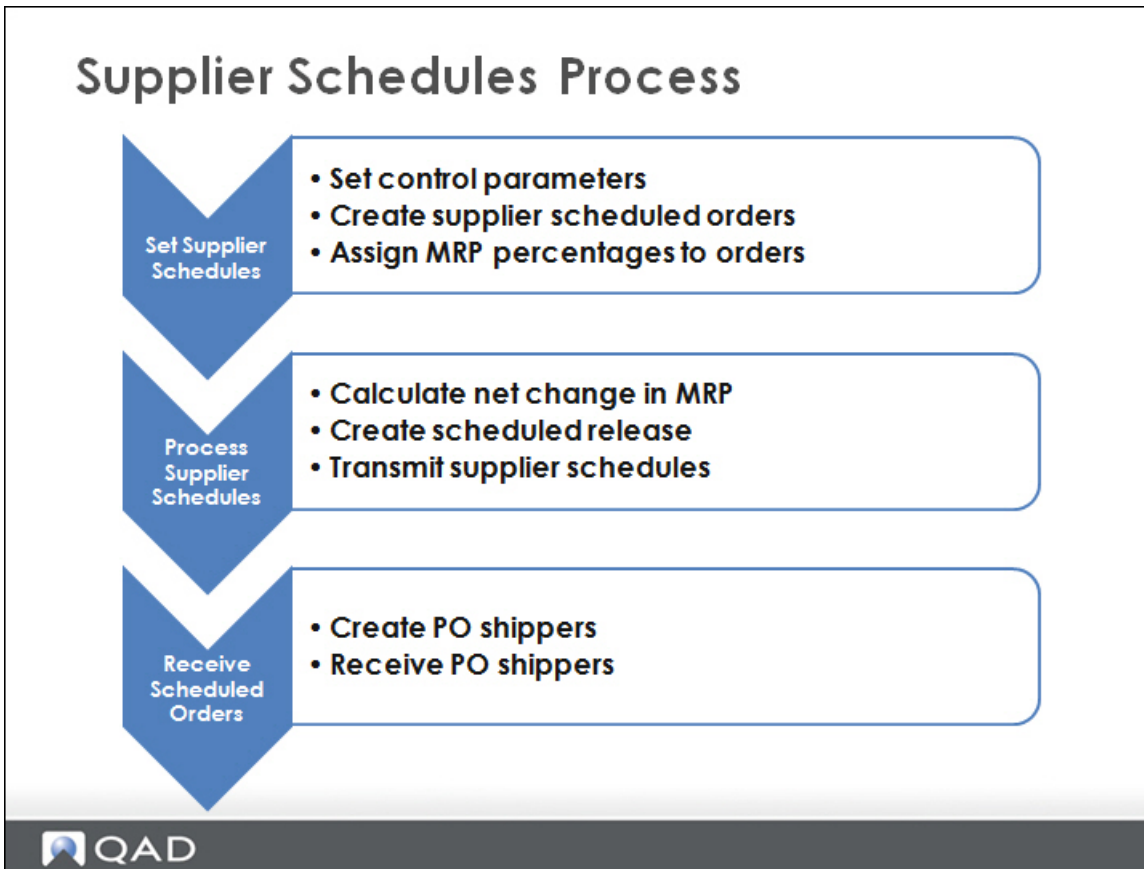 Supplier Schedules Process
Set Supplier
Schedules
• Set control parameters
• Create supplier scheduled orders
• Assign MRP percentages to orders
Process
Supplier
Schedules
• Calculate net change in MRP
• Create scheduled release
• Transmit supplier schedules
Receive
Scheduled
Orders
• Create PO shippers
• Receive PO shippers
QAD